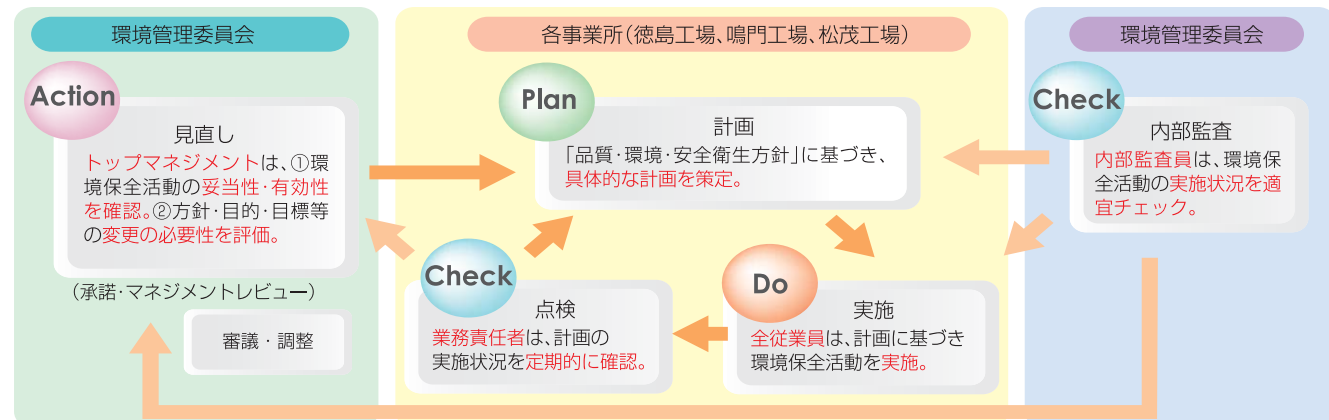 環境管理委員会
Action
見直し
トップマネジメントは、①環
境保全活動の妥当性・有効性
を確認。②方針・目的・目標等
の変更の必要性を評価。
(承諾・マネジメントレビュー)
審議・調整
各事業所(徳島工場、鳴門工場、松茂工場)
Plan
計画
「品質・環境・安全衛生方針」に基づき、
具体的な計画を策定。
Check
点検
業務責任者は、計画の
実施状況を定期的に確認。
Do
実施
全従業員は、計画に基づき
環境保全活動を実施。
環境管理委員会
Check
内部監査
内部監査員は、環境保
全活動の実施状況を適
宜チェック。